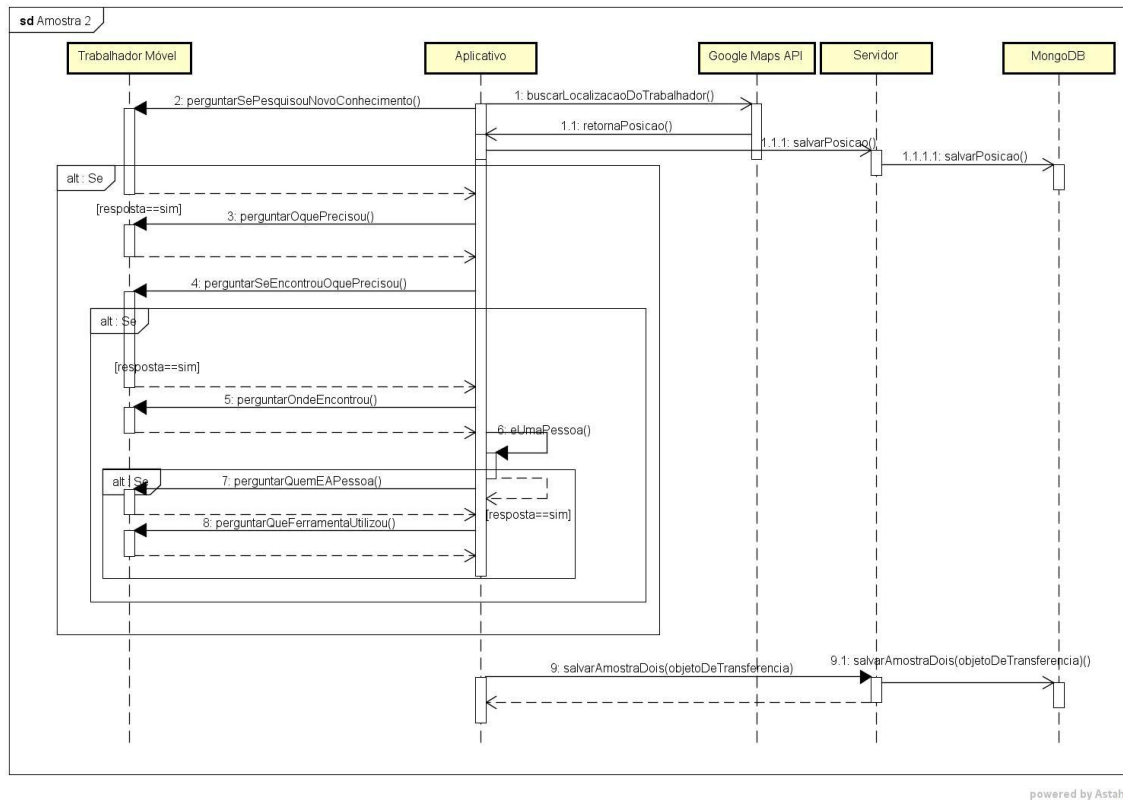 sd Amostra 2
Trabalhador Móvel
Aplicativo
Google Maps API
Servidor
MongoDB
1: buscarLocalizacaoDoTrabalhador()
2: perguntarSePesquisouNovoConhecimento()
1.1: retornaPosicao()
1.1.1: salvarPosicao()
1.1.1.1: salvarPosicao()
alt : Se
[resposta==sim]
3: perguntarOquePrecisou()
4: perguntarSeEncontrouOquePrecisou()
alt : Se
[resposta==sim]
5: perguntarOndeEncontrou()
6: eUmaPessoa()
alt : Se
7: perguntarQuemEAPessoa()
[resposta==sim]
8: perguntarQueFerramentaUtilizou()
9: salvarAmostraDois(objetoDeTransferencia)
9.1: salvarAmostraDois(objetoDeTransferencia)()
powered by Astah